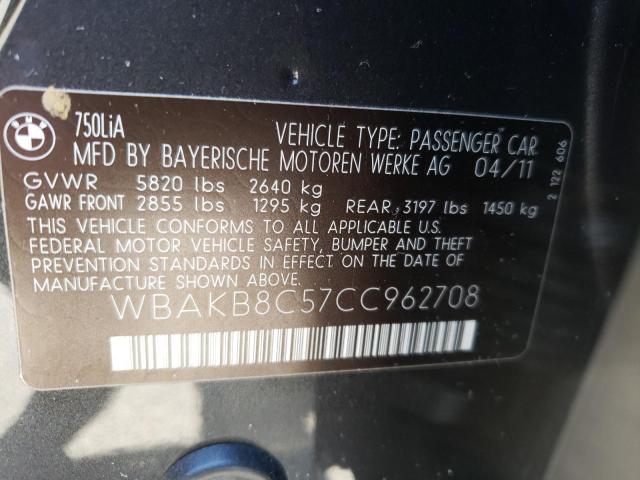 BMW
750LiA
VEHICLE TYPE: PASSENGER CAR
MFD BY BAYERISCHE MOTOREN WERKE AG 04/11
GVWR 5820 lbs 2640 kg
GAWR FRONT 2855 lbs 1295 kg REAR: 3197 lbs 1450 kg
THIS VEHICLE CONFORMS TO ALL APPLICABLE U.S.
FEDERAL MOTOR VEHICLE SAFETY, BUMPER AND THEFT
PREVENTION STANDARDS IN EFFECT ON THE DATE OF
MANUFACTURE SHOWN ABOVE.
WBAKB8C57CC962708
2 122 606